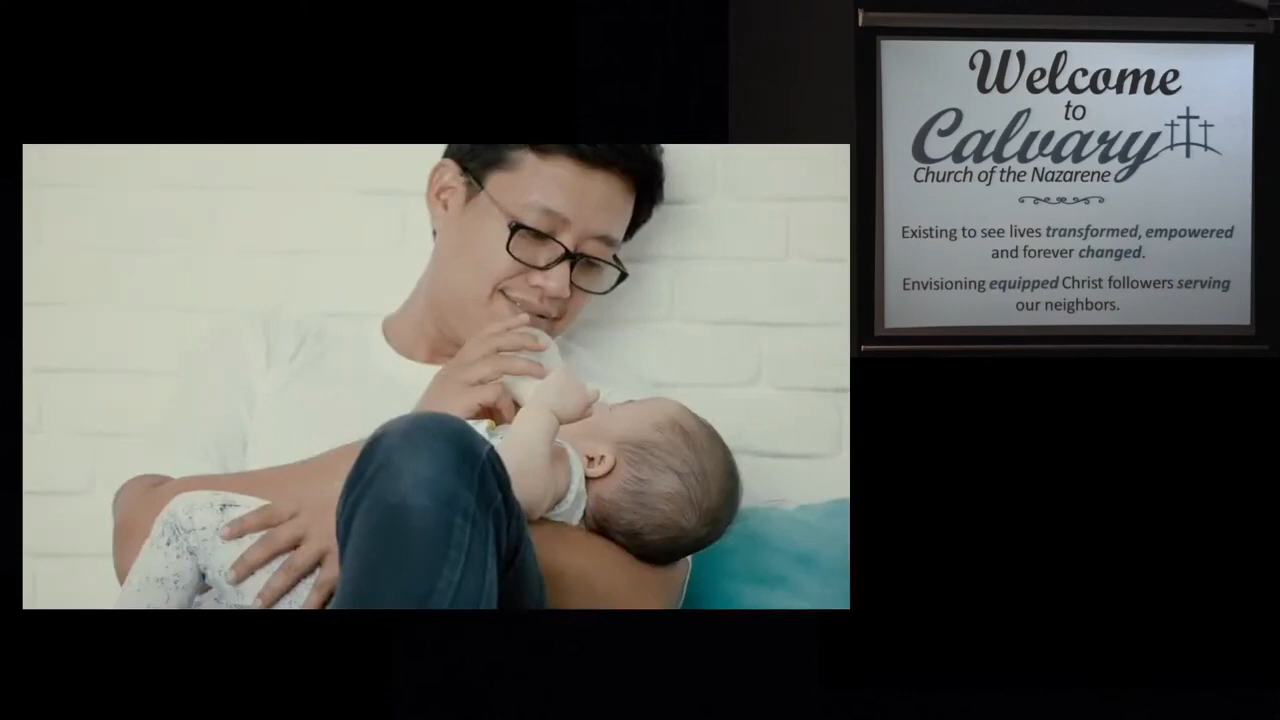 Welcome
to
Calvary
Church of the Nazarene
Existing to see lives transformed, empowered
and forever changed.
Envisioning equipped Christ followers serving
our neighbors.